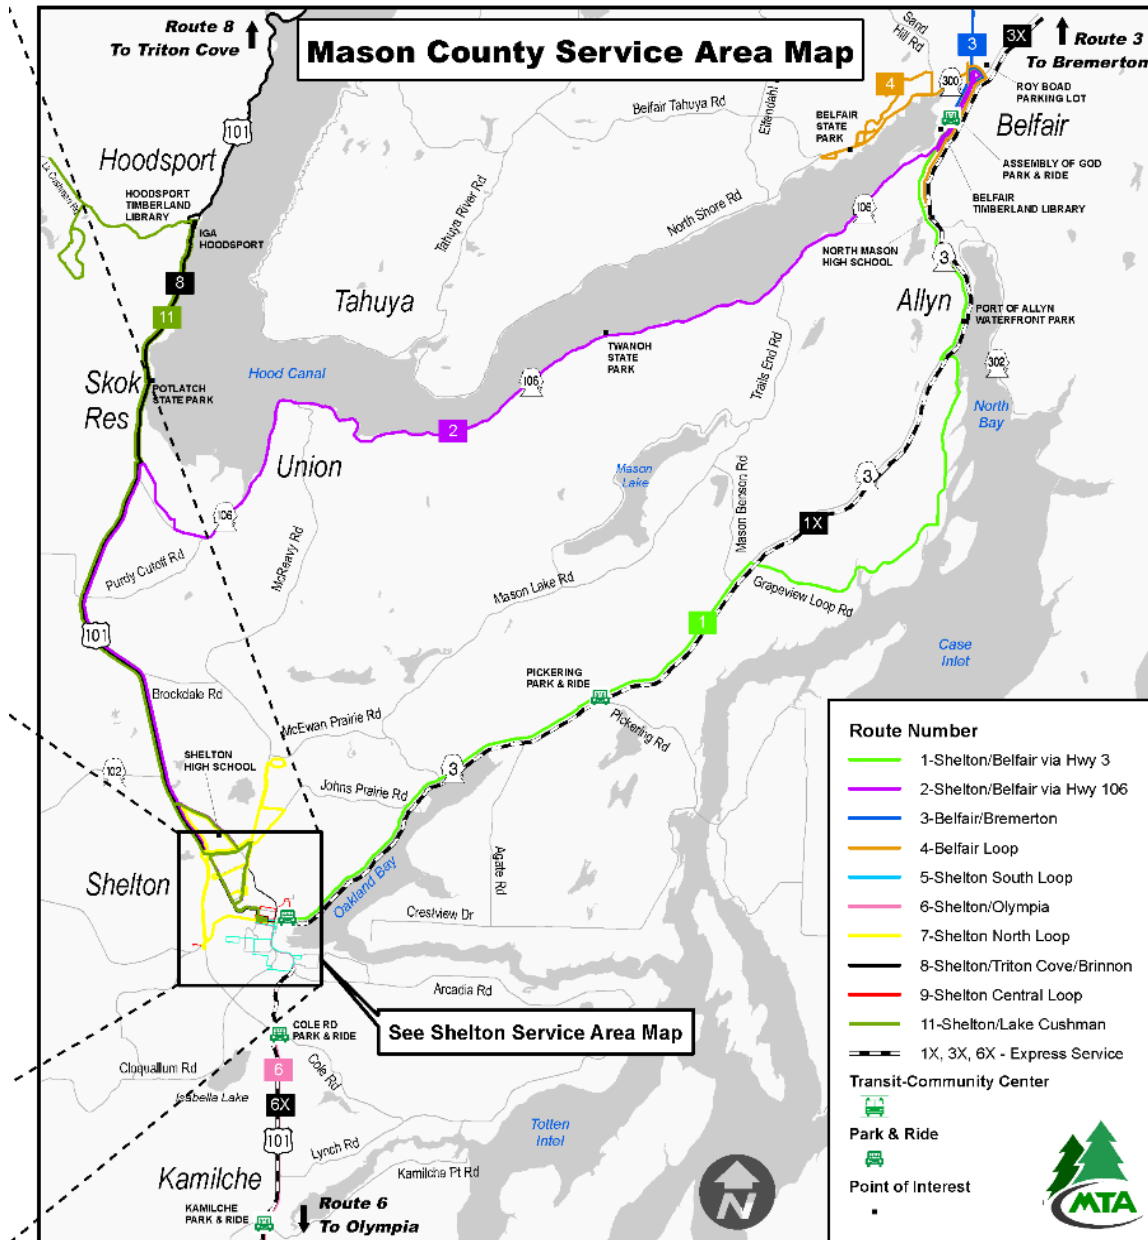 Mason County Service Area Map
Route 8
To Triton Cove
3
3X
Route 3
To Bremerton
Sand
Hill Rd
4
300
ROY BOAD
PARKING LOT
Belfair Tahuya Rd
Elfendahl
BELFAIR
STATE
PARK
Belfair
101
Hoodsport
ASSEMBLY OF GOD
PARK & RIDE
HOODSPORT
TIMBERLAND
LIBRARY
Lk Cushman Rd
BELFAIR
TIMBERLAND LIBRARY
Tahuya River Rd
North Shore Rd
106
IGA
HOODSPORT
NORTH MASON
HIGH SCHOOL
3
8
Tahuya
Allyn
PORT OF ALLYN
WATERFRONT PARK
11
TWANOH
STATE
PARK
Trails End Rd
302
Skok
Res
Hood Canal
POTLATCH
STATE PARK
106
North
Bay
2
Union
Mason
Lake
Mason Benson Rd
3
106
1X
Purdy Cutoff Rd
McReavy Rd
Mason Lake Rd
Grapeview Loop Rd
101
1
Case
Inlot
PICKERING
PARK & RIDE
Brockdale Rd
McEwan Prairie Rd
Pickering Rd
SHELTON
HIGH SCHOOL
102
3
Johns Prairie Rd
Shelton
Oakland Bay
Agate Rd
Crestview Dr
Arcadia Rd
See Shelton Service Area Map
COLE RD
PARK & RIDE
Cloquallum Rd
Cole Rd
6
Isabella Lake
6X
Totten
Intol
101
Lynch Rd
Kamilche
Kamilche Pt Rd
KAMILCHE
PARK & RIDE
Route 6
To Olympia
N
Route Number
1-Shelton/Belfair via Hwy 3
2-Shelton/Belfair via Hwy 106
3-Belfair/Bremerton
4-Belfair Loop
5-Shelton South Loop
6-Shelton/Olympia
7-Shelton North Loop
8-Shelton/Triton Cove/Brinnon
9-Shelton Central Loop
11-Shelton/Lake Cushman
1X, 3X, 6X - Express Service
Transit-Community Center
Park & Ride
Point of Interest
MTA